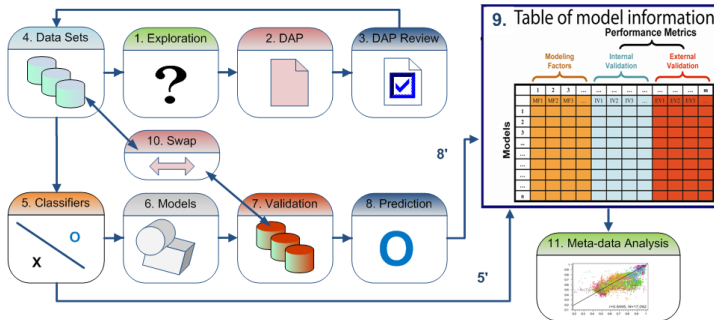 9. Table of model information
Performance Metrics
Modeling Factors
Internal Validation
External Validation
1 2 3 ... ... ... ... ... ... ... ... m
MF1 MF2 MF3 ... IV1 IV2 IV3 ... EV1 EV2 EV3
1
2
3
...
...
...
...
n
Models
4. Data Sets
1. Exploration
?
2. DAP
3. DAP Review
10. Swap
8'
5. Classifiers
X
O
6. Models
7. Validation
8. Prediction
O
5'
11. Meta-data Analysis